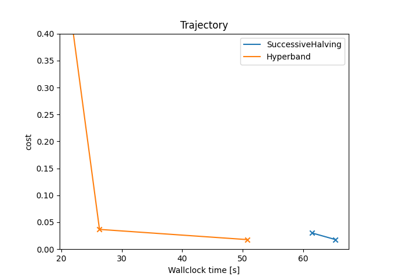 Trajectory
0.40
0.35
0.30
0.25
0.20
0.15
0.10
0.05
0.00
cost
SuccessiveHalving
Hyperband
20 30 40 50 60
Wallclock time [s]